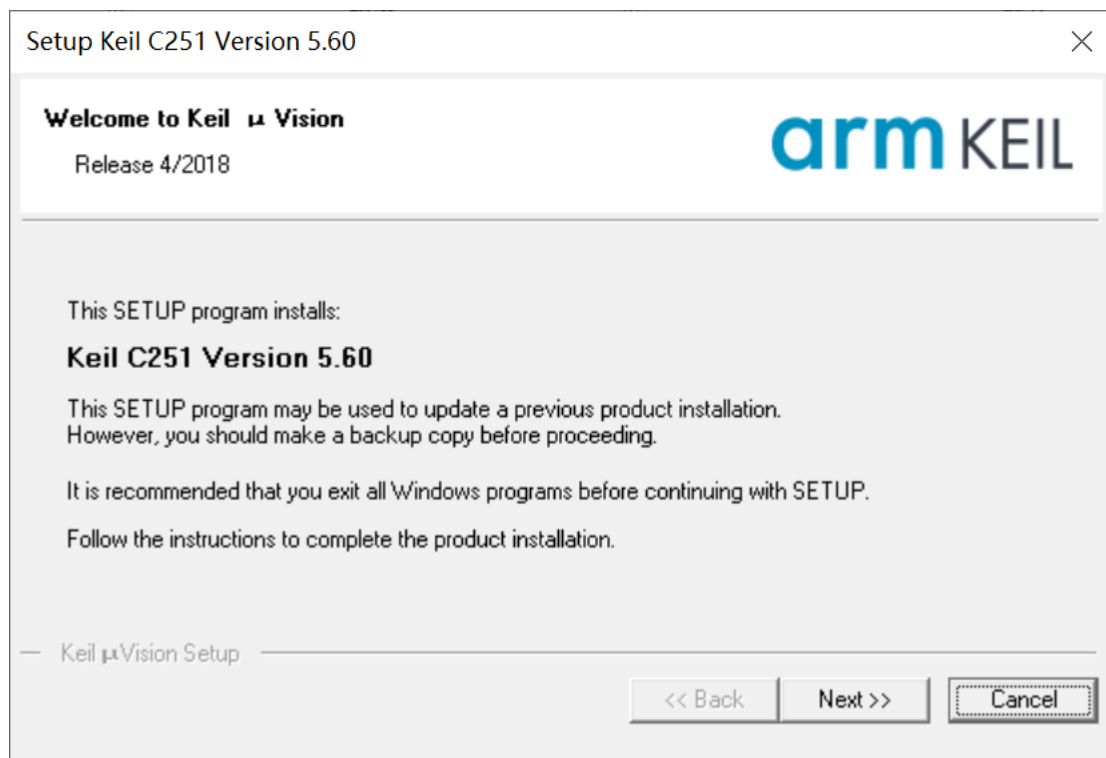 Setup Keil C251 Version 5.60
Welcome to Keil μ Vision
Release 4/2018
arm KEIL
This SETUP program installs:
Keil C251 Version 5.60
This SETUP program may be used to update a previous product installation.
However, you should make a backup copy before proceeding.
It is recommended that you exit all Windows programs before continuing with SETUP.
Follow the instructions to complete the product installation.
Keil μVision Setup
<< Back
Next >>
Cancel